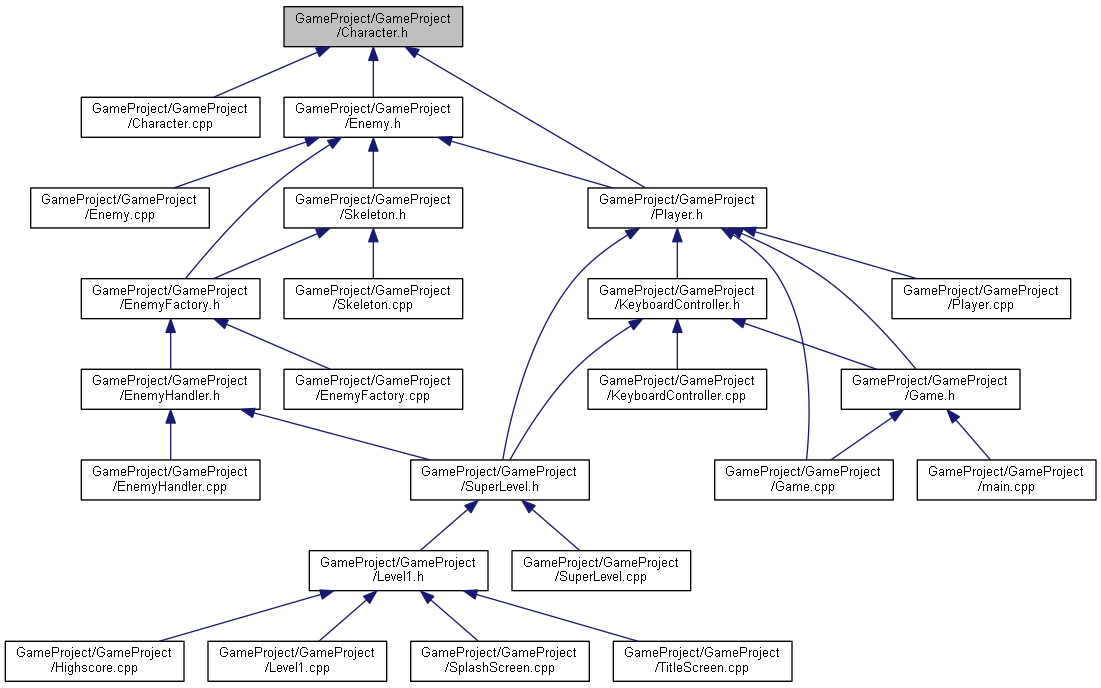 GameProject/GameProject
/Character.h
GameProject/GameProject
/Character.cpp
GameProject/GameProject
/Enemy.h
GameProject/GameProject
/Enemy.cpp
GameProject/GameProject
/Skeleton.h
GameProject/GameProject
/Player.h
GameProject/GameProject
/EnemyFactory.h
GameProject/GameProject
/Skeleton.cpp
GameProject/GameProject
/KeyboardController.h
GameProject/GameProject
/Player.cpp
GameProject/GameProject
/EnemyHandler.h
GameProject/GameProject
/EnemyFactory.cpp
GameProject/GameProject
/KeyboardController.cpp
GameProject/GameProject
/Game.h
GameProject/GameProject
/EnemyHandler.cpp
GameProject/GameProject
/SuperLevel.h
GameProject/GameProject
/Game.cpp
GameProject/GameProject
/main.cpp
GameProject/GameProject
/Level1.h
GameProject/GameProject
/SuperLevel.cpp
GameProject/GameProject
/Highscore.cpp
GameProject/GameProject
/Level1.cpp
GameProject/GameProject
/SplashScreen.cpp
GameProject/GameProject
/TitleScreen.cpp